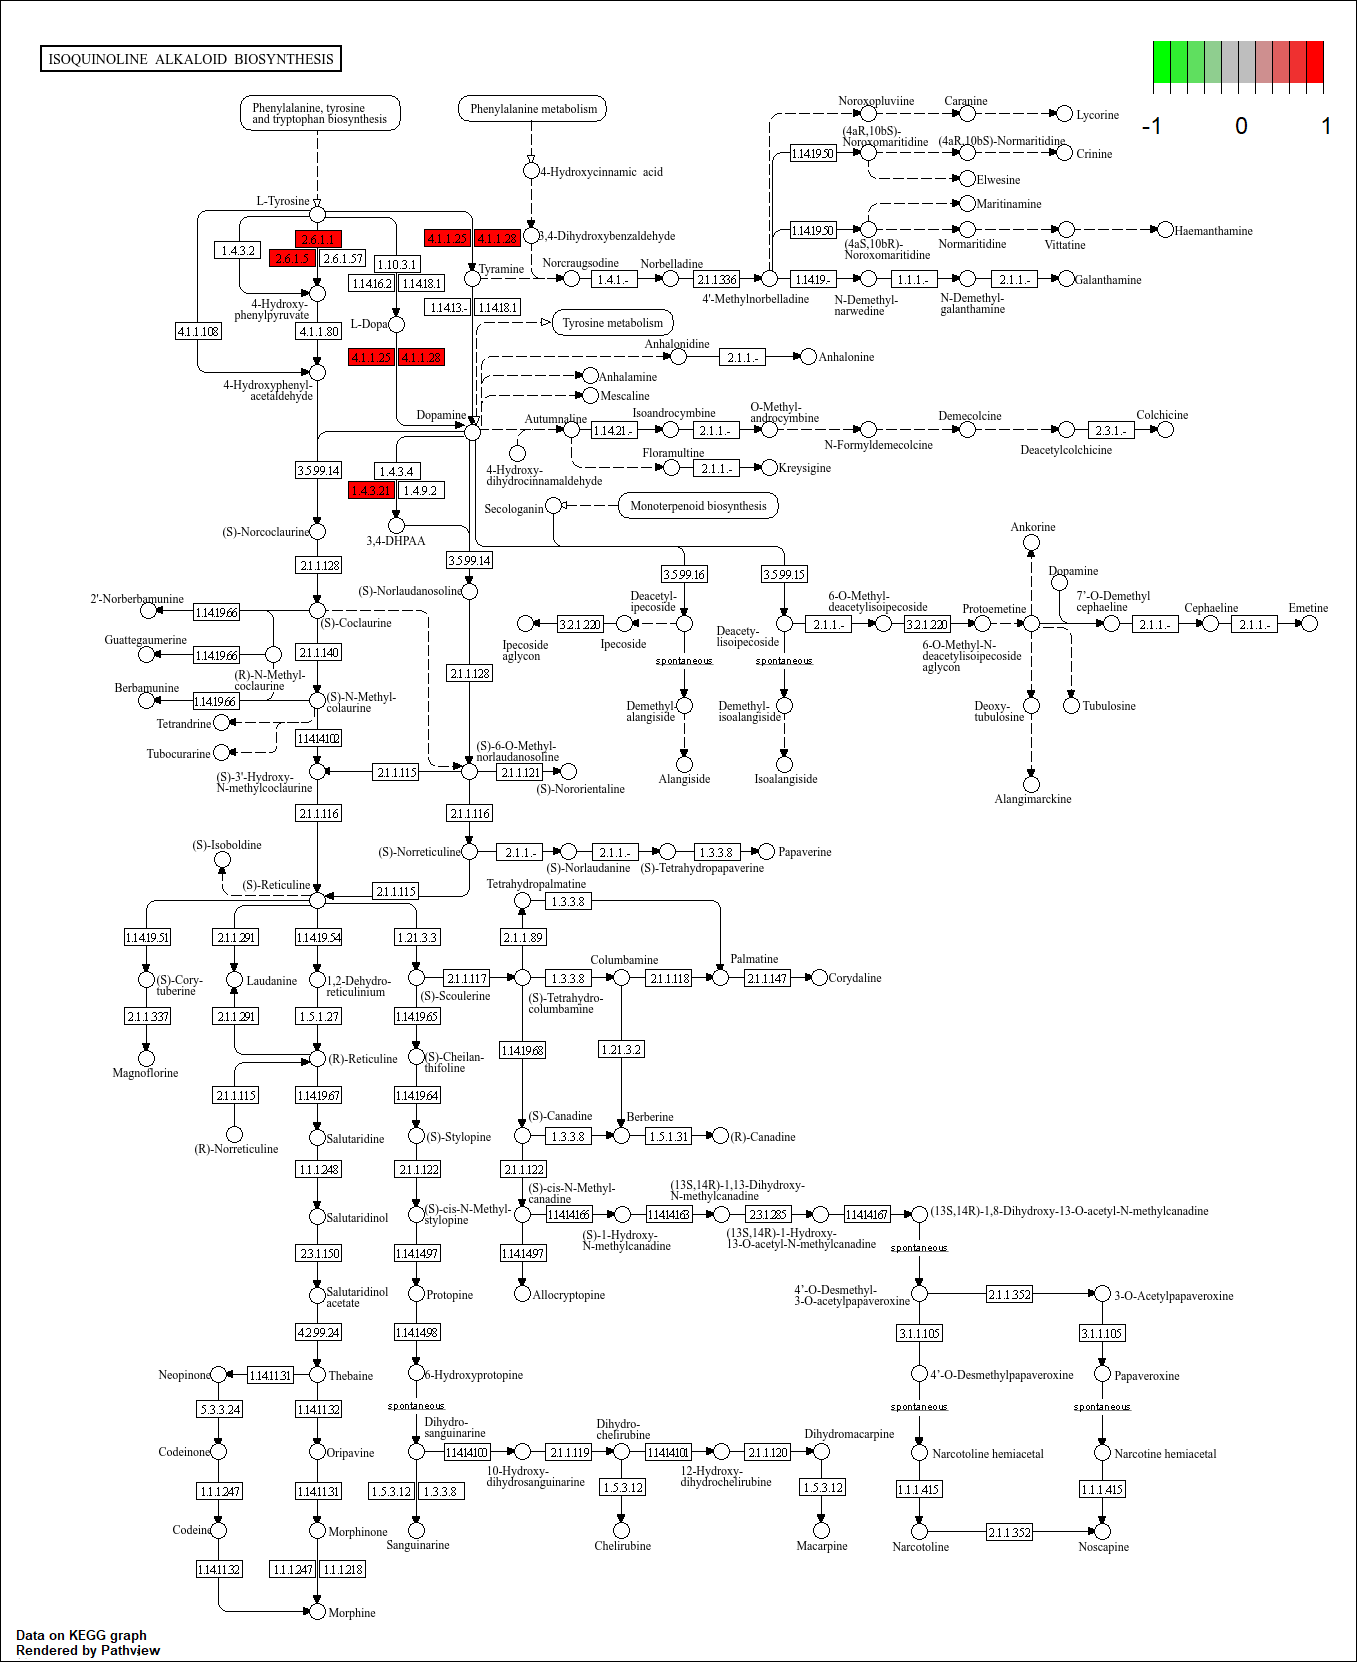 ISOQUINOLINE ALKALOID BIOSYNTHESIS
-1 0 1
Phenylalanine, tyrosine
and tryptophan biosynthesis
Phenylalanine metabolism
Noroxopluviine
Caranine
Lycorine
(4aR,10bS)-
Noroxomaritidine
(4aR,10bS)-Normaritidine
1.14.19.50
Crinine
4-Hydroxycinnamic acid
Elwesine
L-Tyrosine
Maritinamine
1.4.3.2
2.6.1.1
2.6.1.5
2.6.1.57
1.10.3.1
1.14.16.2
1.14.18.1
4.1.1.25
4.1.1.28
3,4-Dihydroxybenzaldehyde
1.14.19.50
(4aS,10bR)-
Noroxomaritidine
Normaritidine
Vittatine
Haemanthamine
Tyramine
Norcraugsodine
1.4.1.-
Norbelladine
2.1.1.336
4'-Methylnorbelladine
1.14.19.-
N-Demethyl-
narwedine
1.1.1.-
N-Demethyl-
galanthamine
2.1.1.-
Galanthamine
4-Hydroxy-
phenylpyruvate
1.14.13.-
1.14.18.1
4.1.1.108
4.1.1.80
L-Dopa
Tyrosine metabolism
4.1.1.25
4.1.1.28
Anhalonidine
2.1.1.-
Anhalonine
4-Hydroxyphenyl-
acetaldehyde
Anhalamine
Mescaline
Dopamine
Autumnaline
1.14.21.-
Isoandrocymbine
2.1.1.-
O-Methyl-
androcymbine
N-Formyldemecolcine
Demecolcine
Deacetylcolchicine
2.3.1.-
Colchicine
4-Hydroxy-
dihydrocinnamaldehyde
Floramultine
2.1.1.-
Kreysigine
3.5.99.14
1.4.3.4
1.4.3.21
1.4.9.2
Secologanin
Monoterpenoid biosynthesis
(S)-Norcoclaurine
3,4-DHPAA
Ankorine
2.1.1.128
3.5.99.14
3.5.99.16
3.5.99.15
Dopamine
(S)-Norlaudanosoline
2'-Norberbamunine
1.14.19.66
(S)-Coclaurine
Deacetyl-
ipecoside
6-O-Methyl-
deacetylisipecoside
Protoemetine
7'-O-Demethyl
cephaeline
Cephaeline
Emetine
Ipecoside
aglycon
3.2.1.220
Ipecoside
Deacety-
lisoipecoside
2.1.1.-
3.2.1.220
6-O-Methyl-N-
deacetylisoipecoside
aglycon
2.1.1.-
2.1.1.-
Guattegaumerine
1.14.19.66
(R)-N-Methyl-
coclaurine
2.1.1.140
spontaneous
spontaneous
2.1.1.128
Berbamunine
1.14.19.66
(S)-N-Methyl-
colaurine
Demethyl-
alangiside
Demethyl-
isoalangiside
Deoxy-
tubulosine
Tubulosine
Tetrandrine
1.14.14.102
Tubocurarine
(S)-6-O-Methyl-
norlaudanosoline
(S)-3'-Hydroxy-
N-methylcoclaurine
2.1.1.115
2.1.1.121
(S)-Nororientaline
Alangiside
Isoalangiside
Alangimarckine
2.1.1.116
2.1.1.116
(S)-Isoboldine
(S)-Norreticuline
2.1.1.-
(S)-Norlaudanine
2.1.1.-
(S)-Tetrahydropapaverine
1.3.3.8
Papaverine
(S)-Reticuline
2.1.1.115
Tetrahydropalmatine
1.3.3.8
1.14.19.51
2.1.1.291
1.14.19.54
1.21.3.3
2.1.1.89
(S)-Cory-
tuberine
Laudanine
1,2-Dehydro-
reticulinium
(S)-Scoulerine
2.1.1.117
(S)-Tetrahydro-
columbamine
1.3.3.8
Columbamine
2.1.1.118
Palmatine
2.1.1.147
Corydaline
2.1.1.337
2.1.1.291
1.5.1.27
1.14.19.65
Magnoflorine
(R)-Reticuline
(S)-Cheilan-
thifoline
1.14.19.68
1.21.3.2
2.1.1.115
1.14.19.67
1.14.19.64
(R)-Norreticuline
Salutaridine
(S)-Stylopine
(S)-Canadine
1.3.3.8
Berberine
1.5.1.31
(R)-Canadine
1.1.1.248
2.1.1.122
2.1.1.122
Salutaridinol
(S)-cis-N-Methyl-
stylopine
(S)-cis-N-Methyl-
canadine
1.14.14.166
(S)-1-Hydroxy-
N-methylcanadine
1.14.14.163
(13S,14R)-1,13-Dihydroxy-
N-methylcanadine
2.3.1.285
(13S,14R)-1-Hydroxy-
13-O-acetyl-N-methylcanadine
1.14.14.167
(13S,14R)-1,8-Dihydroxy-13-O-acetyl-N-methylcanadine
2.3.1.150
1.14.14.97
1.14.14.97
spontaneous
Salutaridinol
acetate
Protopine
Allocryptopine
4'-O-Desmethyl-
3-O-acetylpapaveroxine
2.1.1.352
3-O-Acetylpapaveroxine
4.2.99.24
1.14.14.98
3.1.1.105
3.1.1.105
Neopinone
1.14.11.31
Thebaine
6-Hydroxyprotopine
4'-O-Desmethylpapaveroxine
Papaveroxine
5.3.3.24
1.14.11.32
spontaneous
spontaneous
spontaneous
Codeinone
Oripavine
Dihydro-
sanguinarine
1.14.14.100
10-Hydroxy-
dihydrosanguinarine
2.1.1.119
Dihydro-
chelirubine
1.14.14.101
12-Hydroxy-
dihydrochelirubine
2.1.1.120
Dihydromacarpine
Narcotoline hemiacetal
Narcotine hemiacetal
1.1.1.247
1.14.11.31
1.5.3.12
1.3.3.8
1.5.3.12
1.5.3.12
1.1.1.415
1.1.1.415
Codeine
Morphinone
Sanguinarine
Chelirubine
Macarpine
Narcotoline
2.1.1.352
Noscapine
1.14.11.32
1.1.1.247
1.1.1.218
Morphine
Data on KEGG graph
Rendered by Pathview